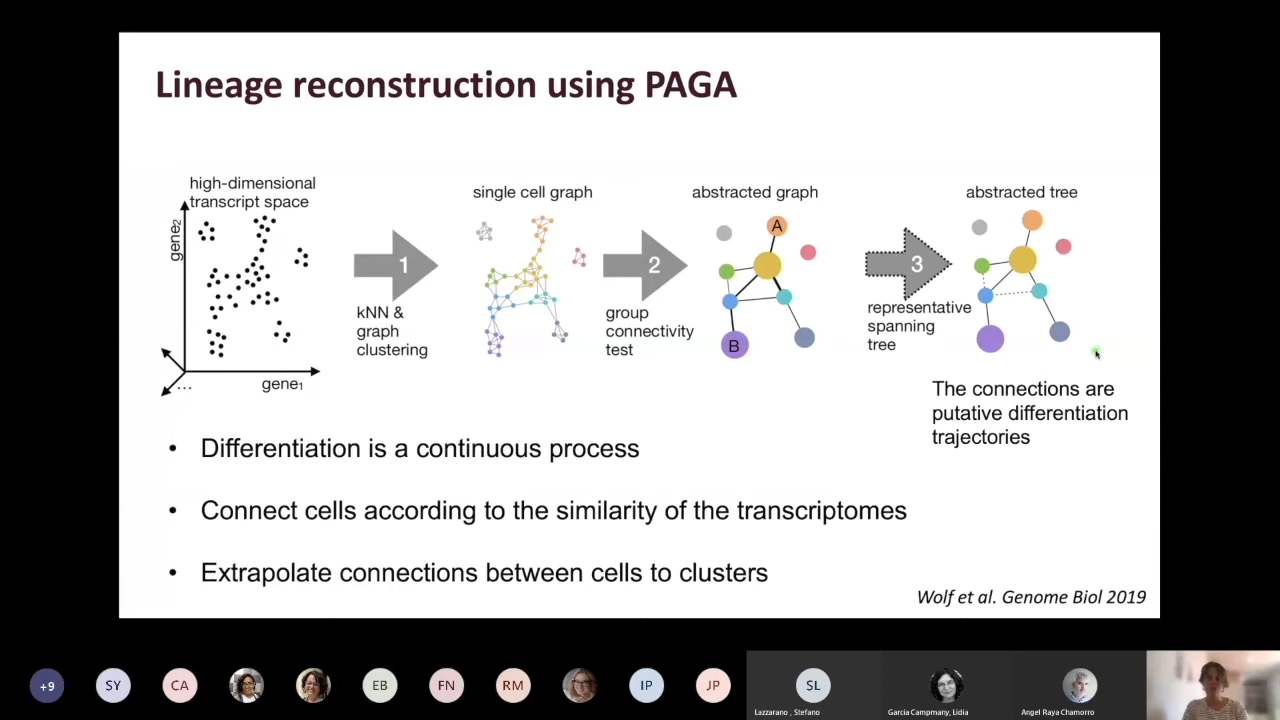 Lineage reconstruction using PAGA
high-dimensional
transcript space
gene2
gene1
...
1
kNN &
graph
clustering
single cell graph
2
group
connectivity
test
abstracted graph
A
B
3
representative
spanning
tree
abstracted tree
The connections are
putative differentiation
trajectories
• Differentiation is a continuous process
• Connect cells according to the similarity of the transcriptomes
• Extrapolate connections between cells to clusters
Wolf et al. Genome Biol 2019
+9
SY
CA
EB
FN
RM
IP
JP
SL
Lazzarano , Stefano
Garcia Campmany, Lidia
Angel Raya Chamorro